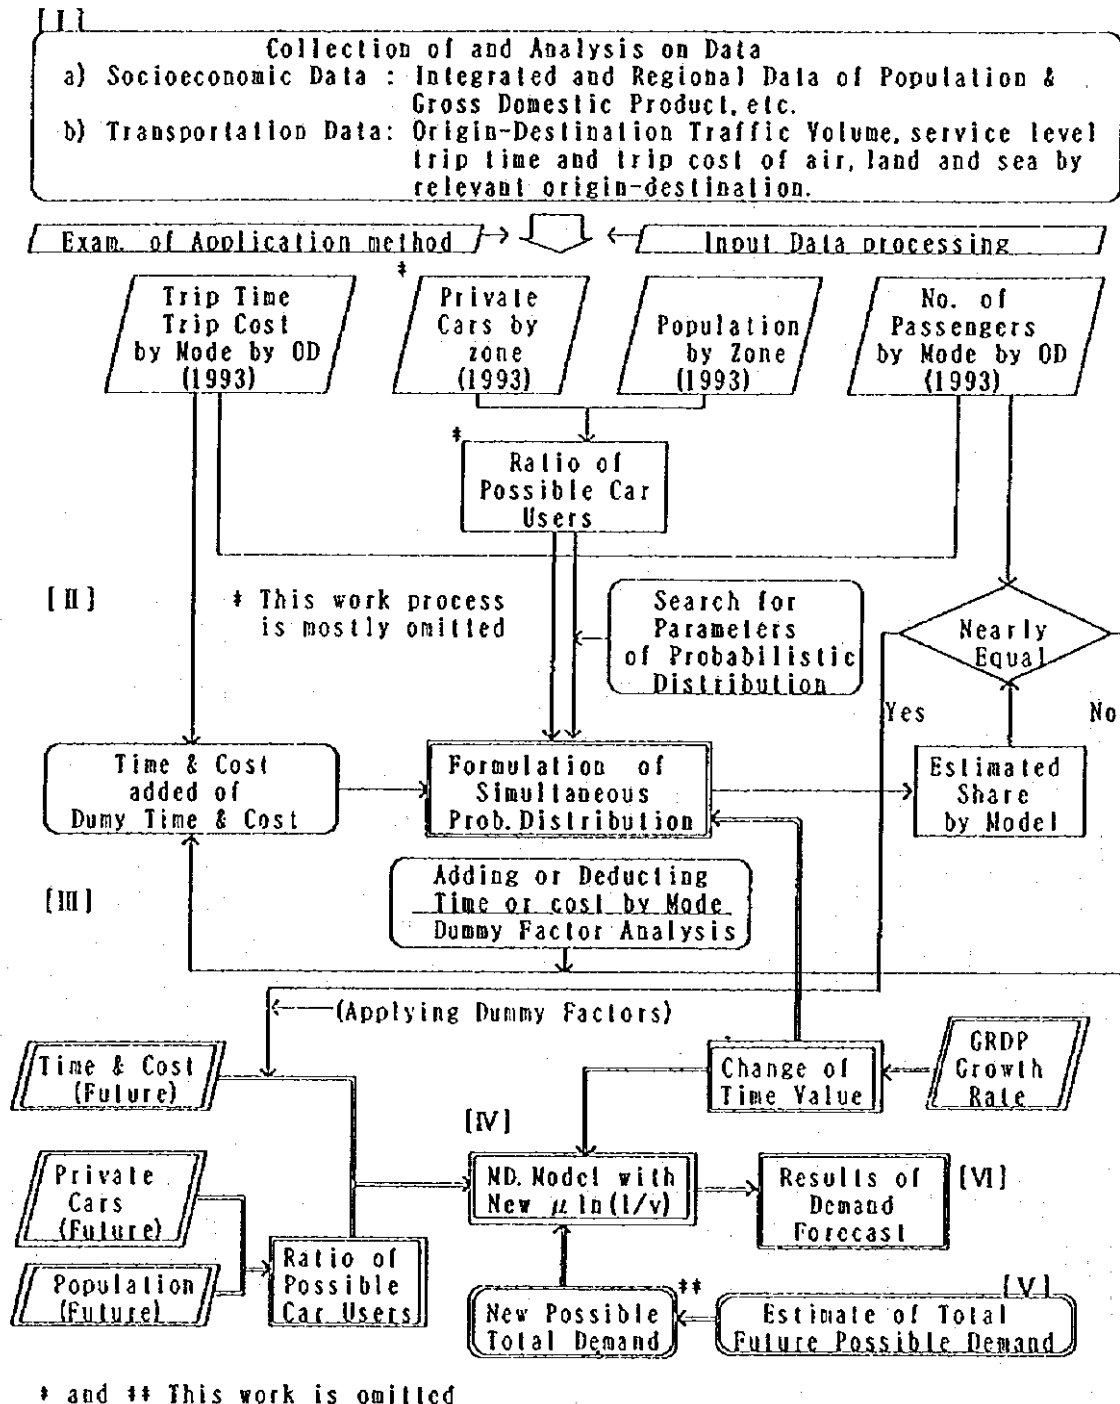 [I]
Collection of and Analysis on Data
a) Socioeconomic Data : Integrated and Regional Data of Population &
Gross Domestic Product, etc.
b) Transportation Data: Origin-Destination Traffic Volume, service level
trip time and trip cost of air, land and sea by
relevant origin-destination.
Exam. of Application method
Input Data processing
Trip Time
Trip Cost
by Mode by OD
(1993)
*
Private
Cars by
zone
(1993)
Population
by Zone
(1993)
No. of
Passengers
by Mode by OD
(1993)
*
Ratio of
Possible Car
Users
[II]
* This work process
is mostly omitted
Search for
Parameters
of Probabilistic
Distribution
Nearly
Equal
Yes
No
Time & Cost
added of
Dumy Time & Cost
Formulation of
Simultaneous
Prob. Distribution
Estimated
Share
by Model
[III]
Adding or Deducting
Time or cost by Mode
Dummy Factor Analysis
(Applying Dummy Factors)
Time & Cost
(Future)
Change of
Time Value
GRDP
Growth
Rate
[IV]
Private
Cars
(Future)
MD. Model with
New μ ln(1/v)
Results of
Demand
Forecast
[VI]
Population
(Future)
Ratio of
Possible
Car Users
New Possible
Total Demand
**
[V]
Estimate of Total
Future Possible Demand
* and ** This work is omitted